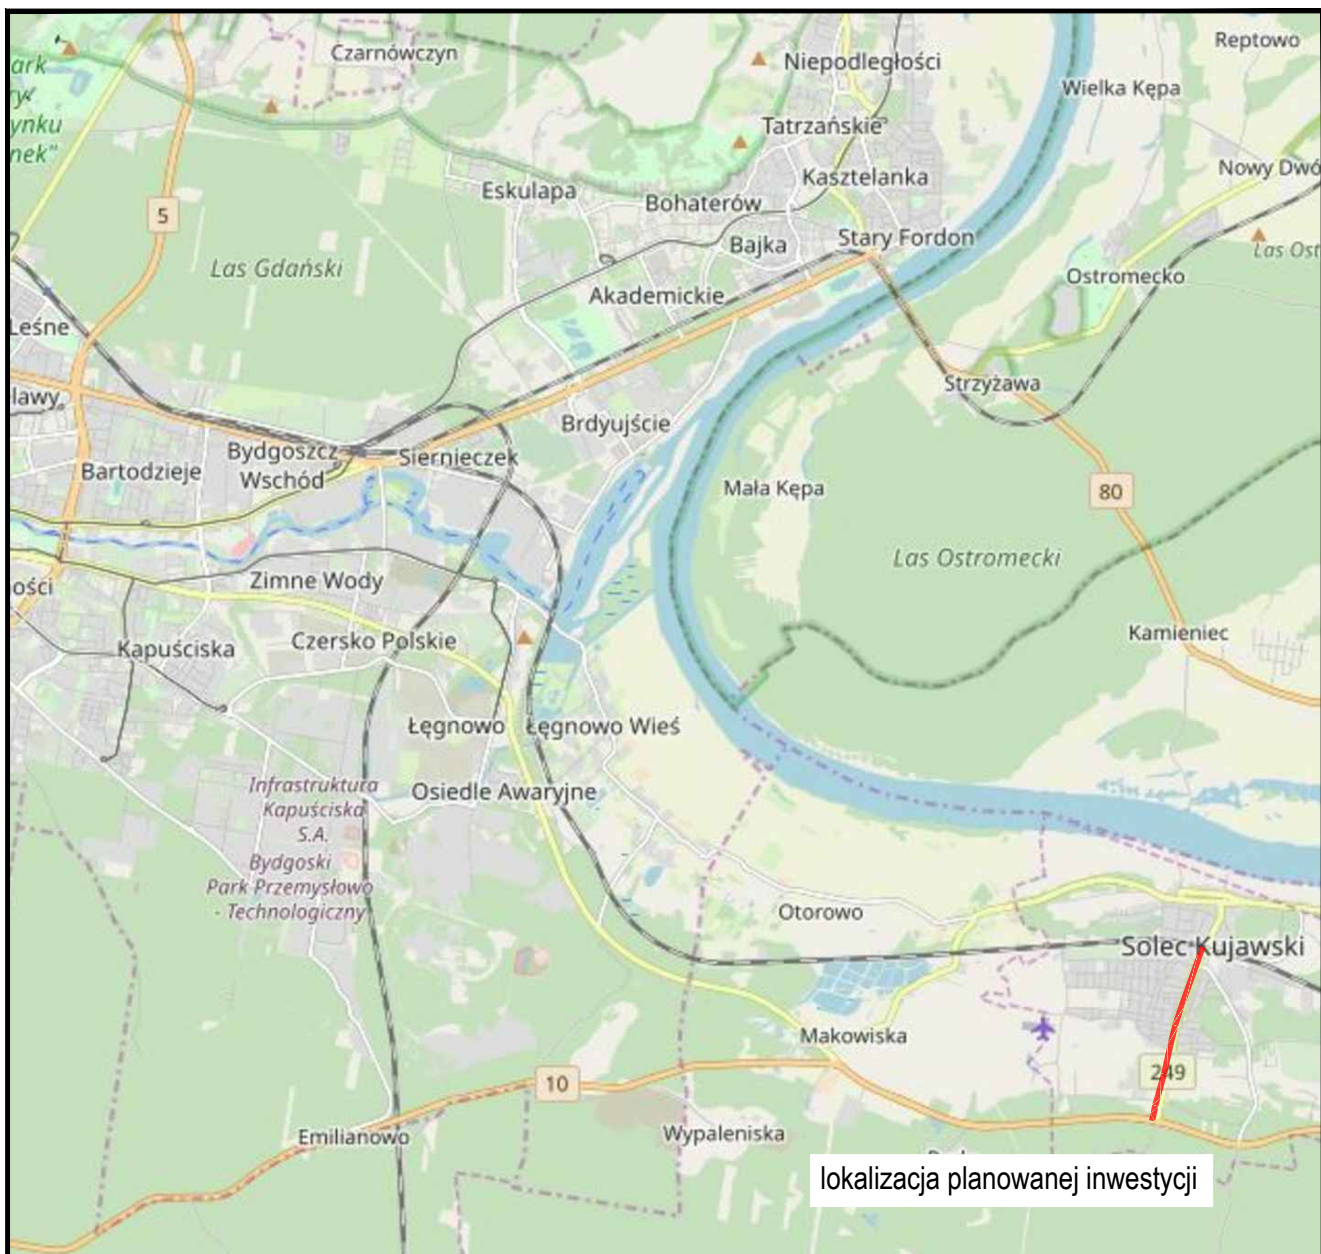 Czarnówczyn
Niepodległości
Reptowo
ark
ry
ynku
nek"
Wielka Kępa
Tatrzańskie
Nowy Dwó
Kasztelanka
Eskulapa
Bohaterów
5
Bajka
Stary Fordon
Las Ost
Las Gdański
Ostromecko
Akademickie
Leśne
Strzyżawa
lawy
Brdyujście
Bydgoszcz
Wschód
Siernieczek
Bartodzieje
Mała Kępa
80
Las Ostromecki
ości
Zimne Wody
Kamieniec
Czersko Polskie
Kapuściska
Łęgnowo
Łęgnowo Wieś
Infrastruktura
Kapuściska
S.A.
Osiedle Awaryjne
Bydgoski
Park Przemysłowo
- Technologiczny
Otorowo
Solec Kujawski
Makowiska
249
10
Emilianowo
Wypaleniska
lokalizacja planowanej inwestycji